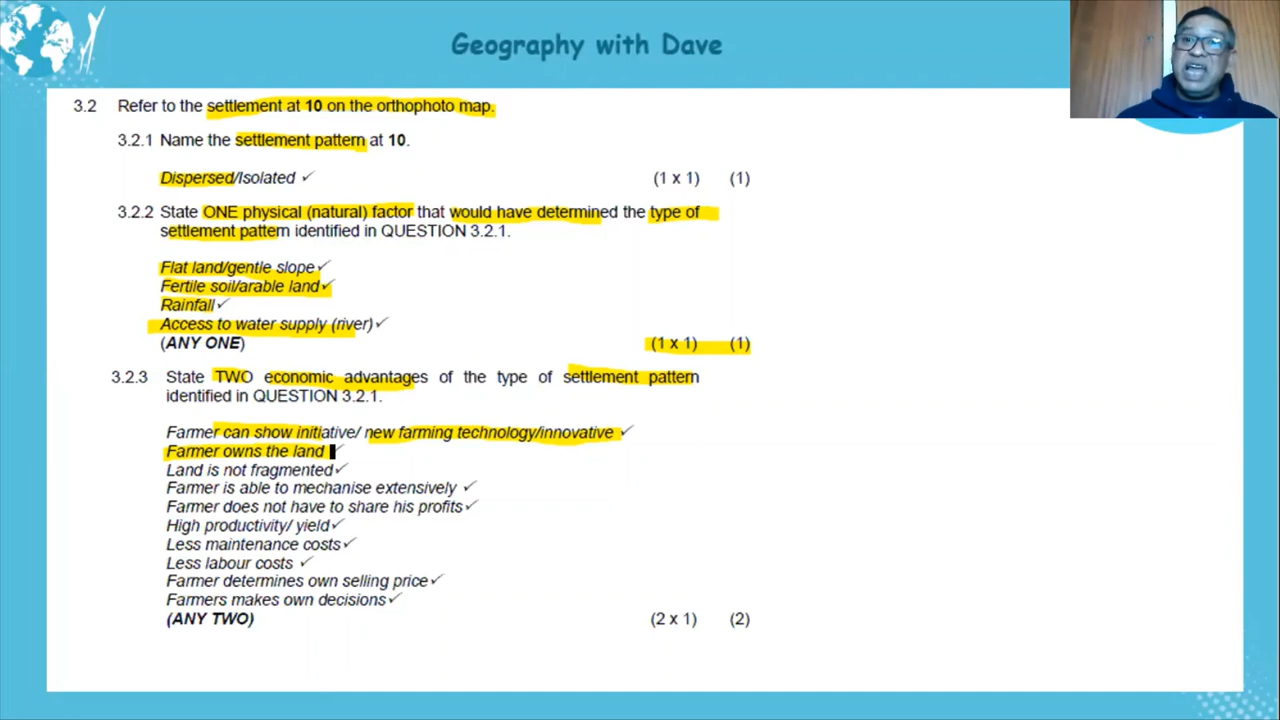 Geography with Dave
3.2 Refer to the settlement at 10 on the orthophoto map.
3.2.1 Name the settlement pattern at 10.
Dispersed/Isolated ✓ (1 x 1) (1)
3.2.2 State ONE physical (natural) factor that would have determined the type of
settlement pattern identified in QUESTION 3.2.1.
Flat land/gentle slope✓
Fertile soil/arable land✓
Rainfall✓
Access to water supply (river)✓
(ANY ONE) (1 x 1) (1)
3.2.3 State TWO economic advantages of the type of settlement pattern
identified in QUESTION 3.2.1.
Farmer can show initiative/ new farming technology/innovative ✓
Farmer owns the land ✓
Land is not fragmented✓
Farmer is able to mechanise extensively ✓
Farmer does not have to share his profits✓
High productivity/ yield✓
Less maintenance costs✓
Less labour costs ✓
Farmer determines own selling price✓
Farmers makes own decisions✓
(ANY TWO) (2 x 1) (2)